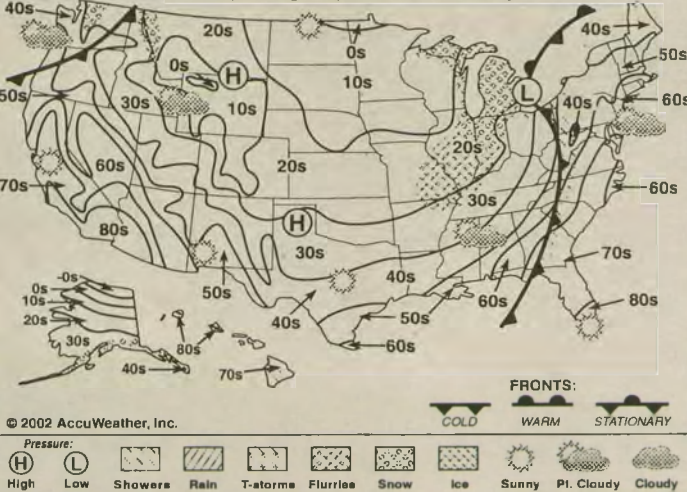 40s
20s
0s
40s
50s
0s
H
10s
L
50s
30s
10s
40s
60s
20s
60s
20s
70s
30s
60s
80s
H
30s
70s
-0s
0s
10s
20s
30s
40s
80s
70s
50s
40s
40s
50s
60s
60s
80s
FRONTS:
COLD WARM STATIONARY
© 2002 AccuWeather, Inc.
Pressure:
H L
High Low Showers Rain T-storms Flurries Snow Ice Sunny Pt. Cloudy Cloudy